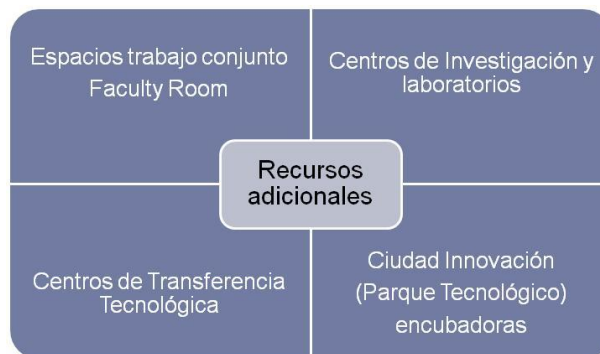 Espacios trabajo conjunto
Faculty Room
Centros de Investigación y
laboratorios
Recursos
adicionales
Centros de Transferencia
Tecnológica
Ciudad Innovación
(Parque Tecnológico)
encubadoras